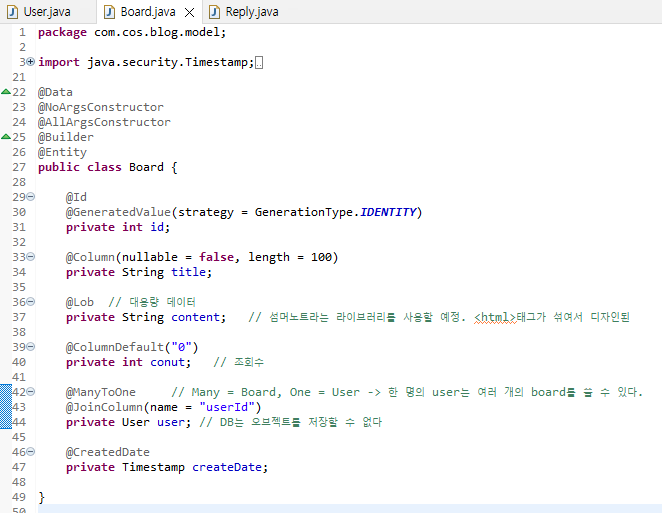 User.java Board.java Reply.java
1 package com.cos.blog.model;
2
3 import java.security.Timestamp;
21
22 @Data
23 @NoArgsConstructor
24 @AllArgsConstructor
25 @Builder
26 @Entity
27 public class Board {
28
29 @Id
30 @GeneratedValue(strategy = GenerationType.IDENTITY)
31 private int id;
32
33 @Column(nullable = false, length = 100)
34 private String title;
35
36 @Lob // 대용량 데이터
37 private String content; // 섬머노트라는 라이브러리를 사용할 예정. <html>태그가 섞여서 디자인된
38
39 @ColumnDefault("0")
40 private int conut; // 조회수
41
42 @ManyToOne // Many = Board, One = User -> 한 명의 user는 여러 개의 board를 쓸 수 있다.
43 @JoinColumn(name = "userId")
44 private User user; // DB는 오브젝트를 저장할 수 없다
45
46 @CreatedDate
47 private Timestamp createDate;
48
49 }
50